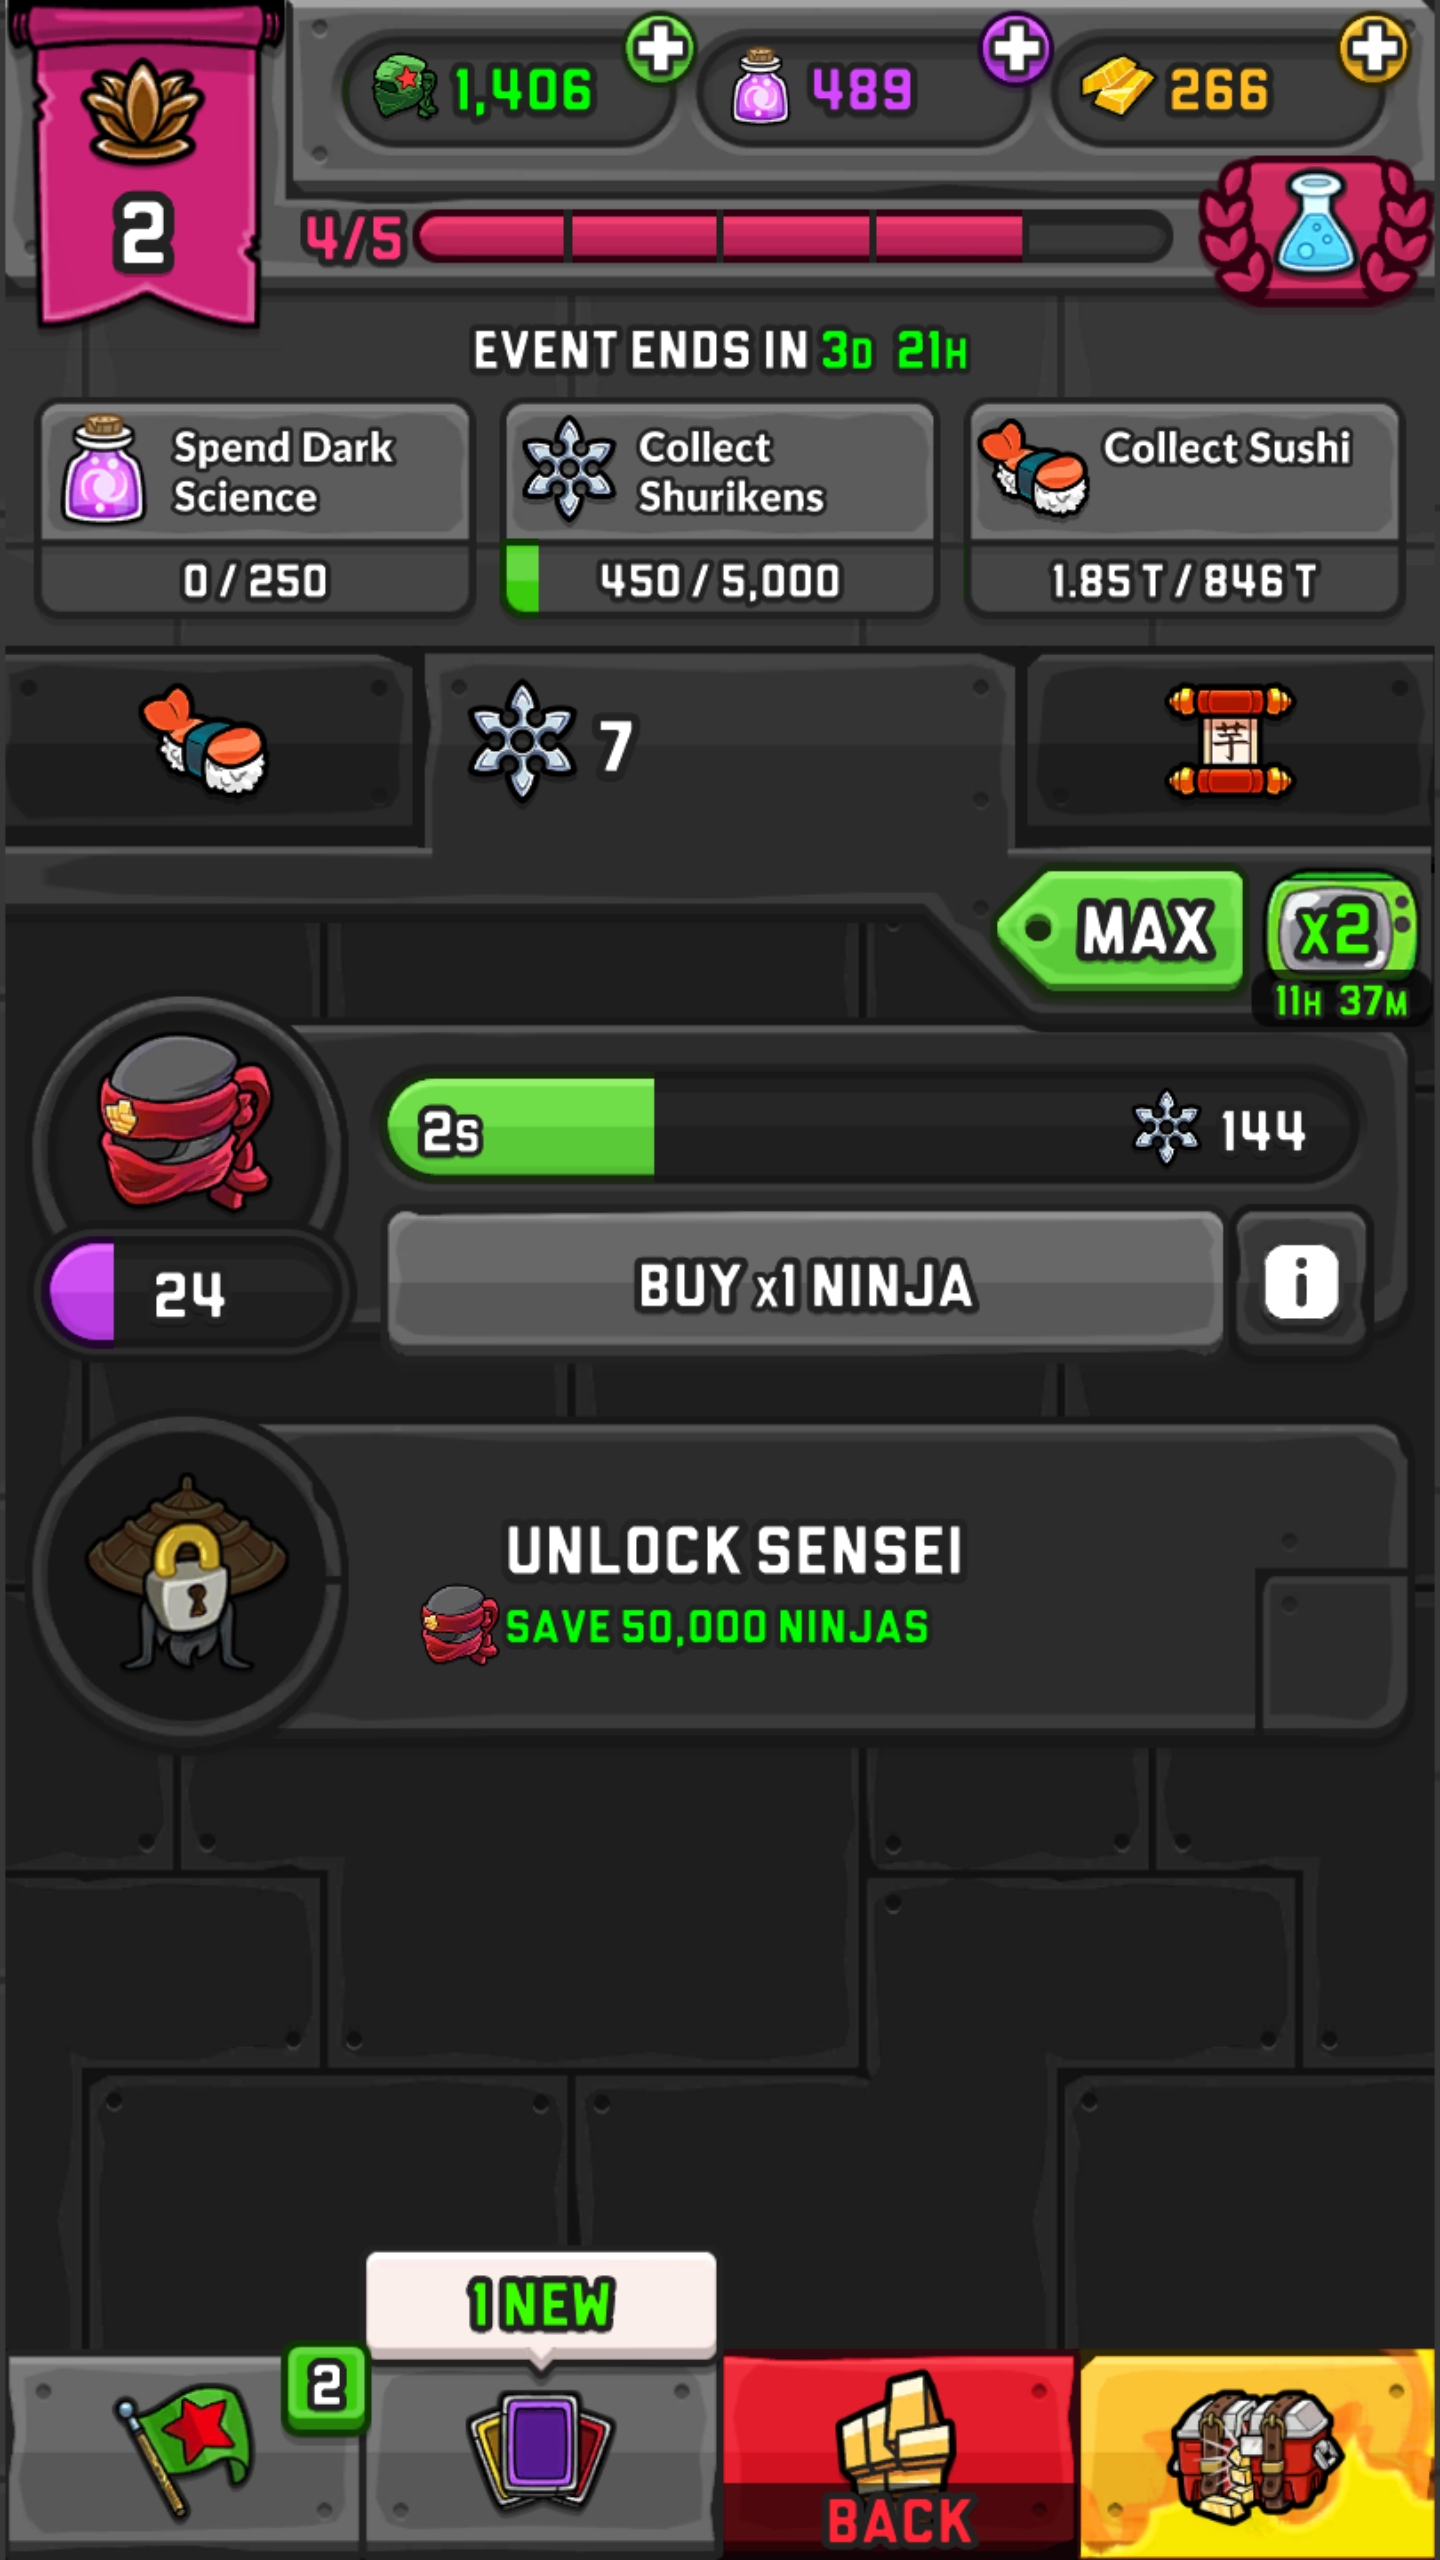 1,406
489
266
2
4/5
EVENT ENDS IN 3D 21H
Spend Dark
Science
0 / 250
Collect
Shurikens
450 / 5,000
Collect Sushi
1.85 T / 846 T
7
芋
MAX
x2
11H 37M
2s
144
24
BUY x1 NINJA
i
UNLOCK SENSEI
SAVE 50,000 NINJAS
1 NEW
2
BACK